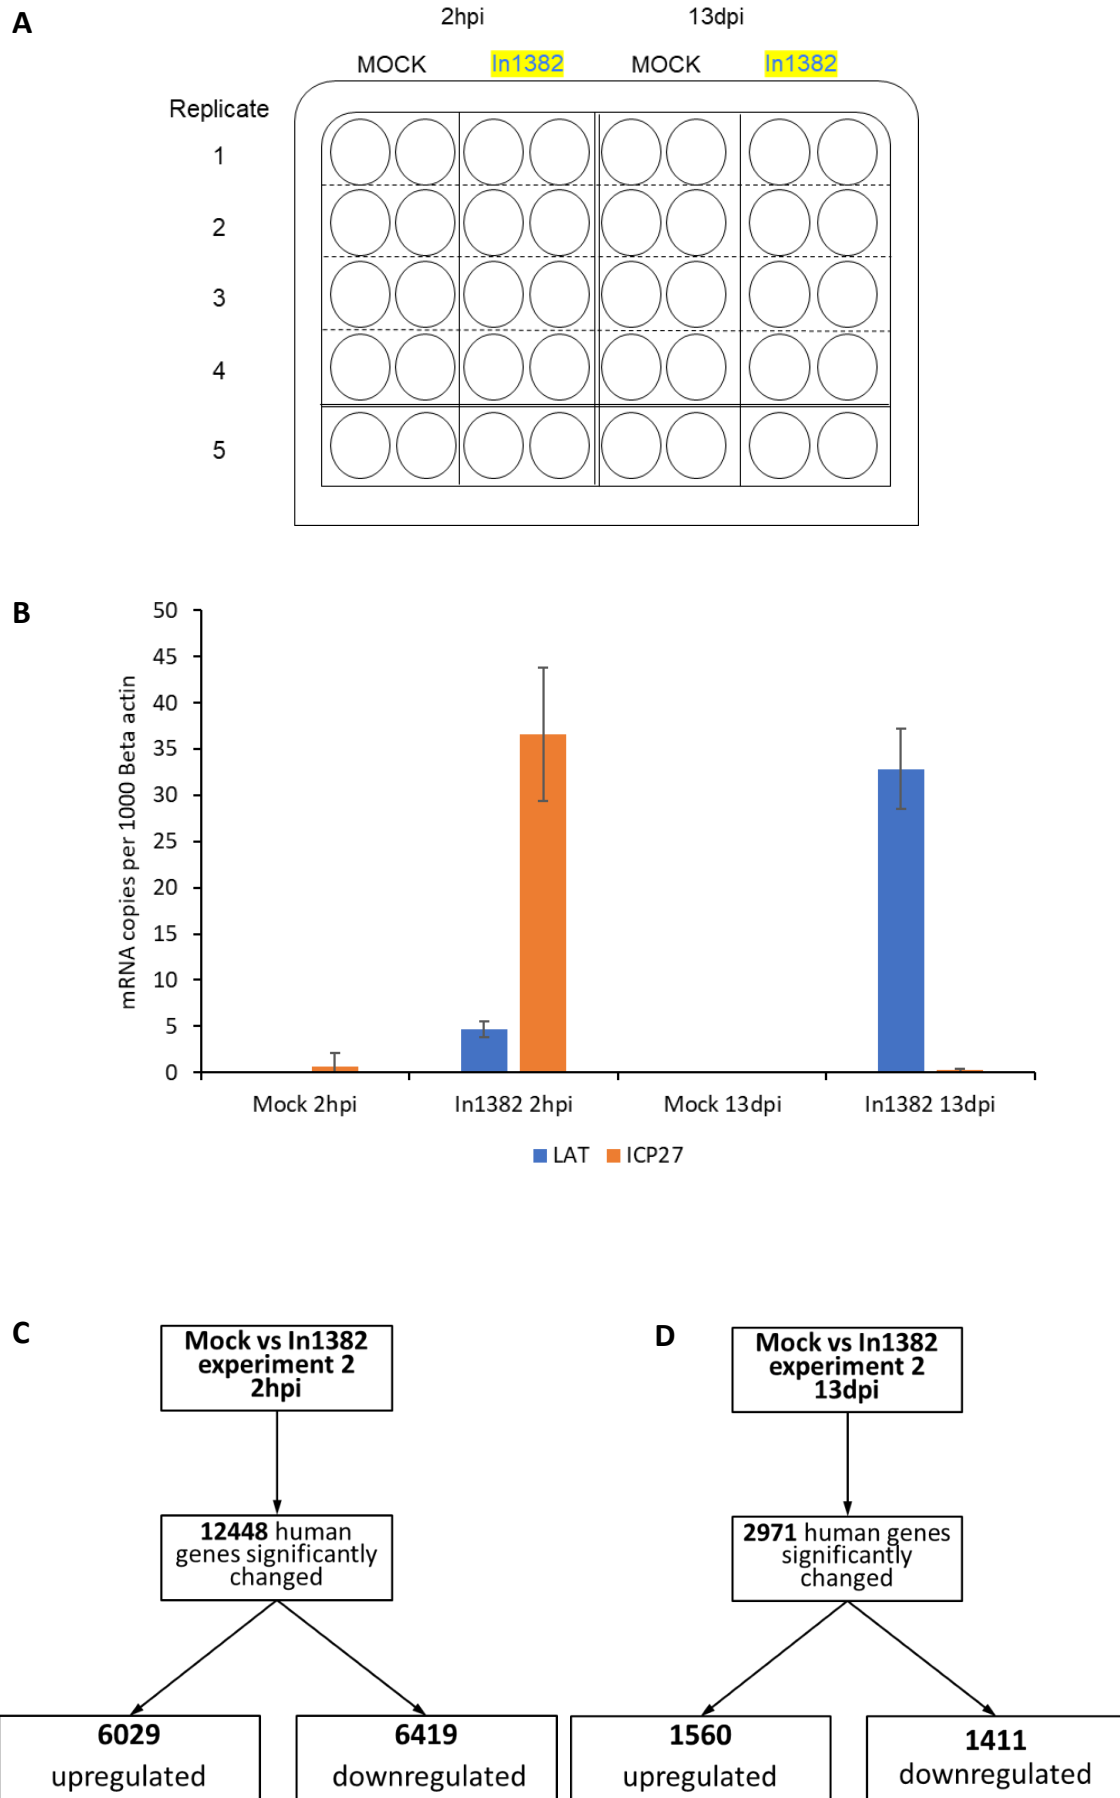 A
2hpi 13dpi
MOCK In1382 MOCK In1382
Replicate
1
2
3
4
5
B
mRNA copies per 1000 Beta actin
50
45
40
35
30
25
20
15
10
5
0
Mock 2hpi In1382 2hpi Mock 13dpi In1382 13dpi
LAT ICP27
C
Mock vs In1382
experiment 2
2hpi
12448 human
genes significantly
changed
6029
upregulated
6419
downregulated
D
Mock vs In1382
experiment 2
13dpi
2971 human genes
significantly
changed
1560
upregulated
1411
downregulated